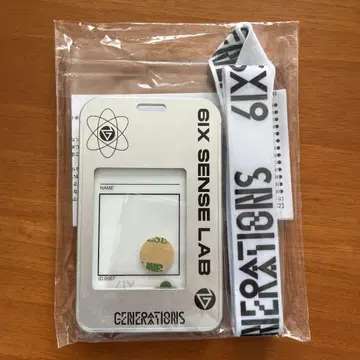 6IX SENSE LAB
NAME
GENERATIONS
6IX
GENERATIONS